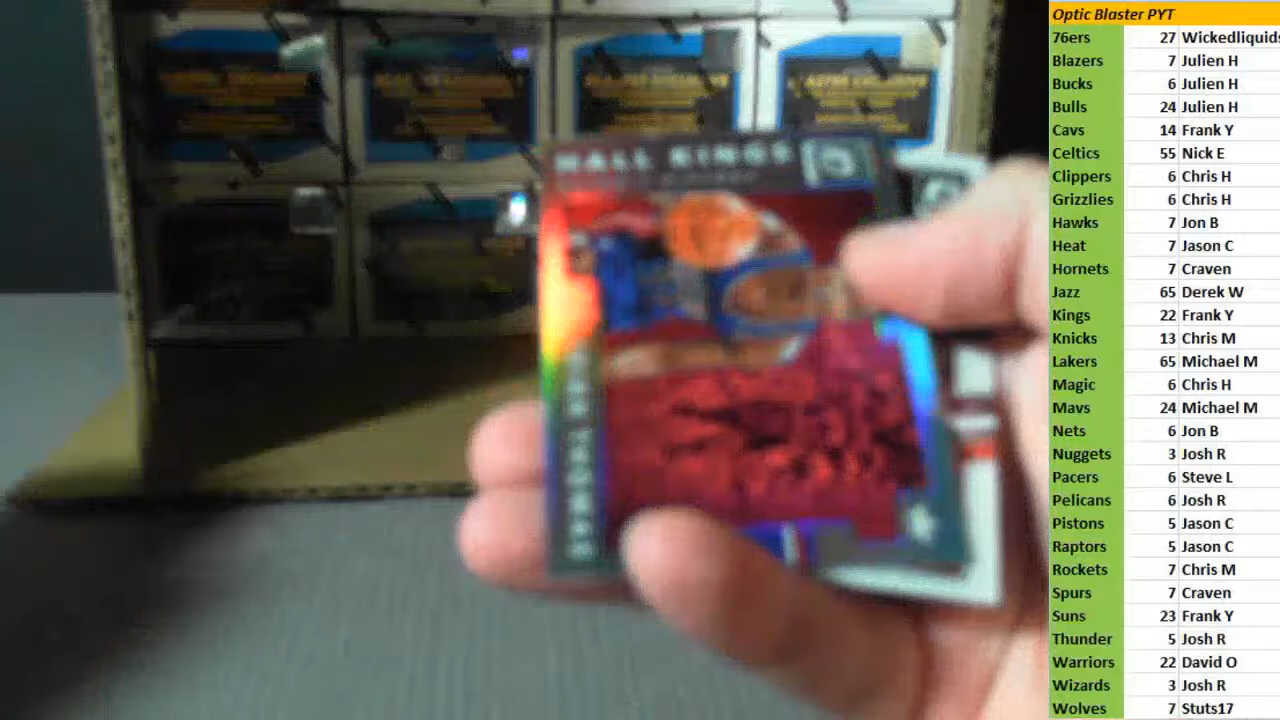 HALL KINGS
Optic Blaster PYT
76ers 27 Wickedliquids
Blazers 7 Julien H
Bucks 6 Julien H
Bulls 24 Julien H
Cavs 14 Frank Y
Celtics 55 Nick E
Clippers 6 Chris H
Grizzlies 6 Chris H
Hawks 7 Jon B
Heat 7 Jason C
Hornets 7 Craven
Jazz 65 Derek W
Kings 22 Frank Y
Knicks 13 Chris M
Lakers 65 Michael M
Magic 6 Chris H
Mavs 24 Michael M
Nets 6 Jon B
Nuggets 3 Josh R
Pacers 6 Steve L
Pelicans 6 Josh R
Pistons 5 Jason C
Raptors 5 Jason C
Rockets 7 Chris M
Spurs 7 Craven
Suns 23 Frank Y
Thunder 5 Josh R
Warriors 22 David O
Wizards 3 Josh R
Wolves 7 Stuts17